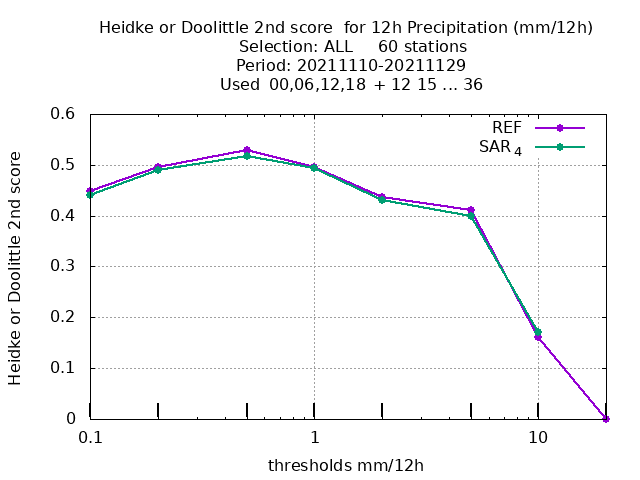 Heidke or Doolittle 2nd score  for 12h Precipitation (mm/12h)
Selection: ALL     60 stations
Period: 20211110-20211129
Used  00,06,12,18  + 12 15 ... 36
REF
SAR 4
Heidke or Doolittle 2nd score
0.6
0.5
0.4
0.3
0.2
0.1
0
0.1
1
10
thresholds mm/12h